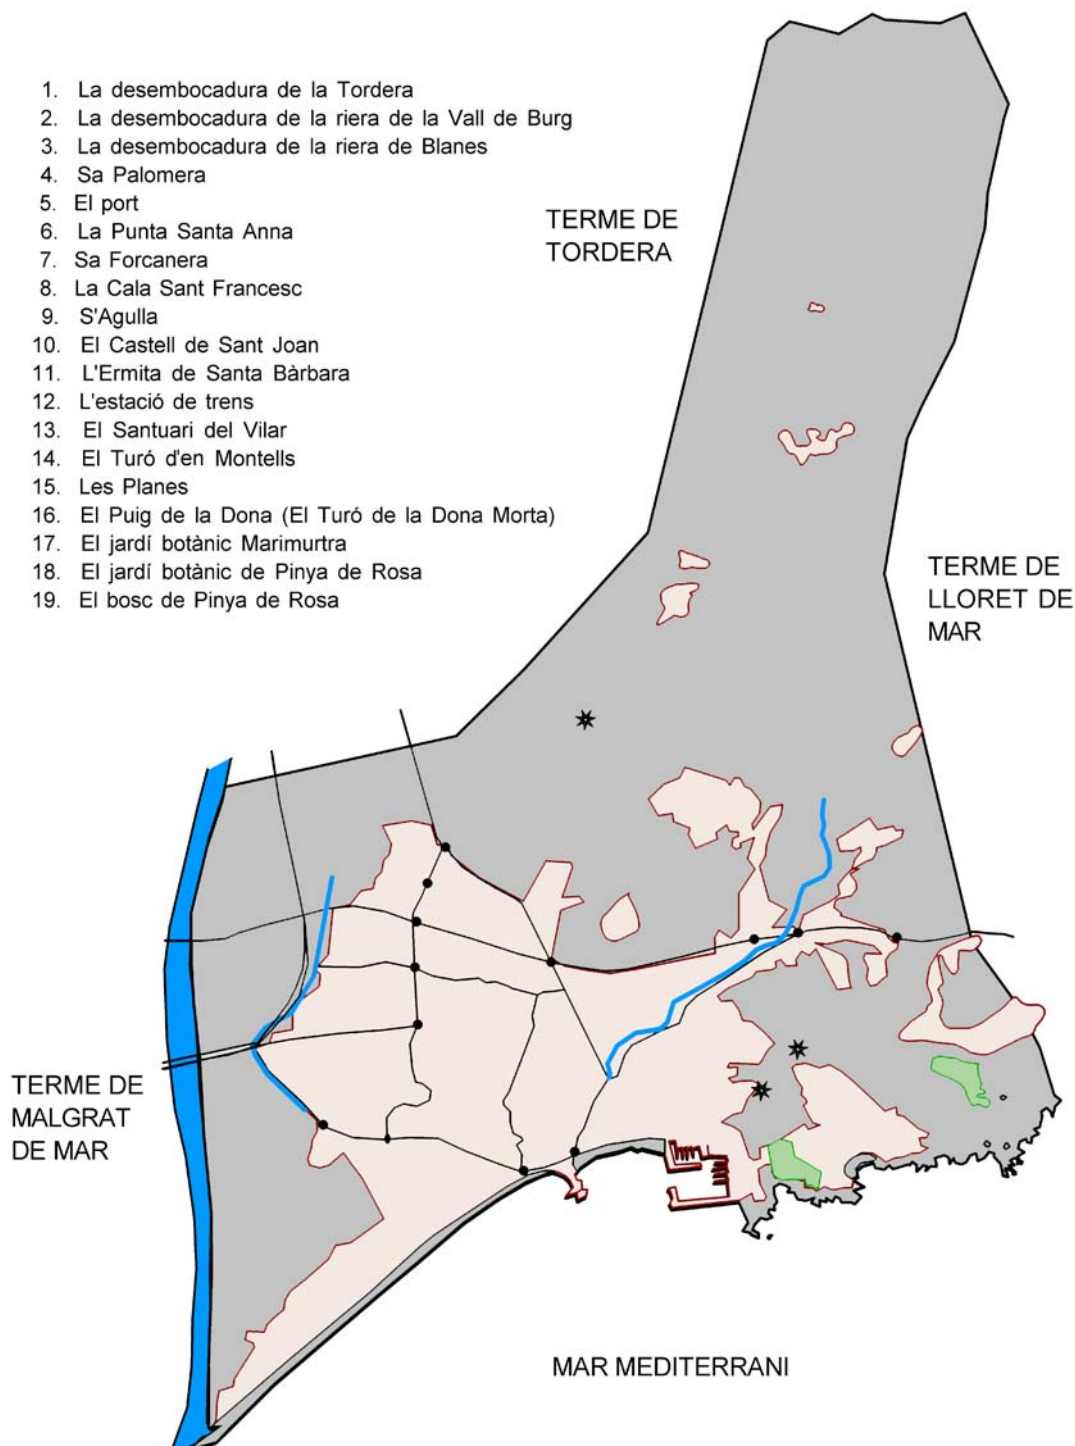 1. La desembocadura de la Tordera
2. La desembocadura de la riera de la Vall de Burg
3. La desembocadura de la riera de Blanes
4. Sa Palomera
5. El port
6. La Punta Santa Anna
7. Sa Forcanera
8. La Cala Sant Francesc
9. S'Agulla
10. El Castell de Sant Joan
11. L'Ermita de Santa Bàrbara
12. L'estació de trens
13. El Santuari del Vilar
14. El Turó d'en Montells
15. Les Planes
16. El Puig de la Dona (El Turó de la Dona Morta)
17. El jardí botànic Marimurtra
18. El jardí botànic de Pinya de Rosa
19. El bosc de Pinya de Rosa
TERME DE
TORDERA
TERME DE
LLORET DE
MAR
TERME DE
MALGRAT
DE MAR
MAR MEDITERRANI